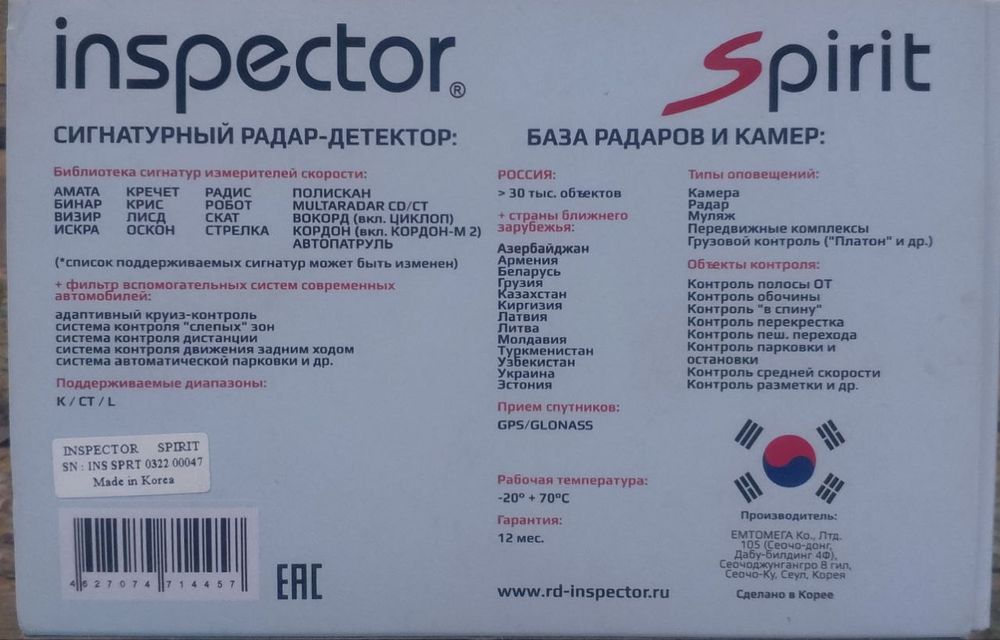 inspector®
Spirit
СИГНАТУРНЫЙ РАДАР-ДЕТЕКТОР:
Библиотека сигнатур измерителей скорости:
АМАТА КРЕЧЕТ РАДИС ПОЛИСКАН
БИНАР КРИС РОБОТ MULTARADAR CD/CT
ВИЗИР ЛИСД СКАТ ВОКОРД (вкл. ЦИКЛОП)
ИСКРА ОСКОН СТРЕЛКА КОРДОН (вкл. КОРДОН-М 2)
АВТОПАТРУЛЬ
(*список поддерживаемых сигнатур может быть изменен)
+ фильтр вспомогательных систем современных
автомобилей:
адаптивный круиз-контроль
система контроля "слепых" зон
система контроля дистанции
система контроля движения задним ходом
система автоматической парковки и др.
Поддерживаемые диапазоны:
K / CT / L
INSPECTOR SPIRIT
SN : INS SPRT 0322 00047
Made in Korea
4 627074 714457
EAC
БАЗА РАДАРОВ И КАМЕР:
РОССИЯ:
> 30 тыс. объектов
+ страны ближнего
зарубежья:
Азербайджан
Армения
Беларусь
Грузия
Казахстан
Киргизия
Латвия
Литва
Молдавия
Туркменистан
Узбекистан
Украина
Эстония
Прием спутников:
GPS/GLONASS
Рабочая температура:
-20° + 70°C
Гарантия:
12 мес.
www.rd-inspector.ru
Типы оповещений:
Камера
Радар
Муляж
Передвижные комплексы
Грузовой контроль ("Платон" и др.)
Объекты контроля:
Контроль полосы ОТ
Контроль обочины
Контроль "в спину"
Контроль перекрестка
Контроль пеш. перехода
Контроль парковки и
остановки
Контроль средней скорости
Контроль разметки и др.
Производитель:
ЕМТОМЕГА Ко., Лтд.
105 (Сеочо-донг,
Дабу-билдинг 4Ф),
Сеочоджунгангро 8 гил,
Сеочо-Ку, Сеул, Корея
Сделано в Корее